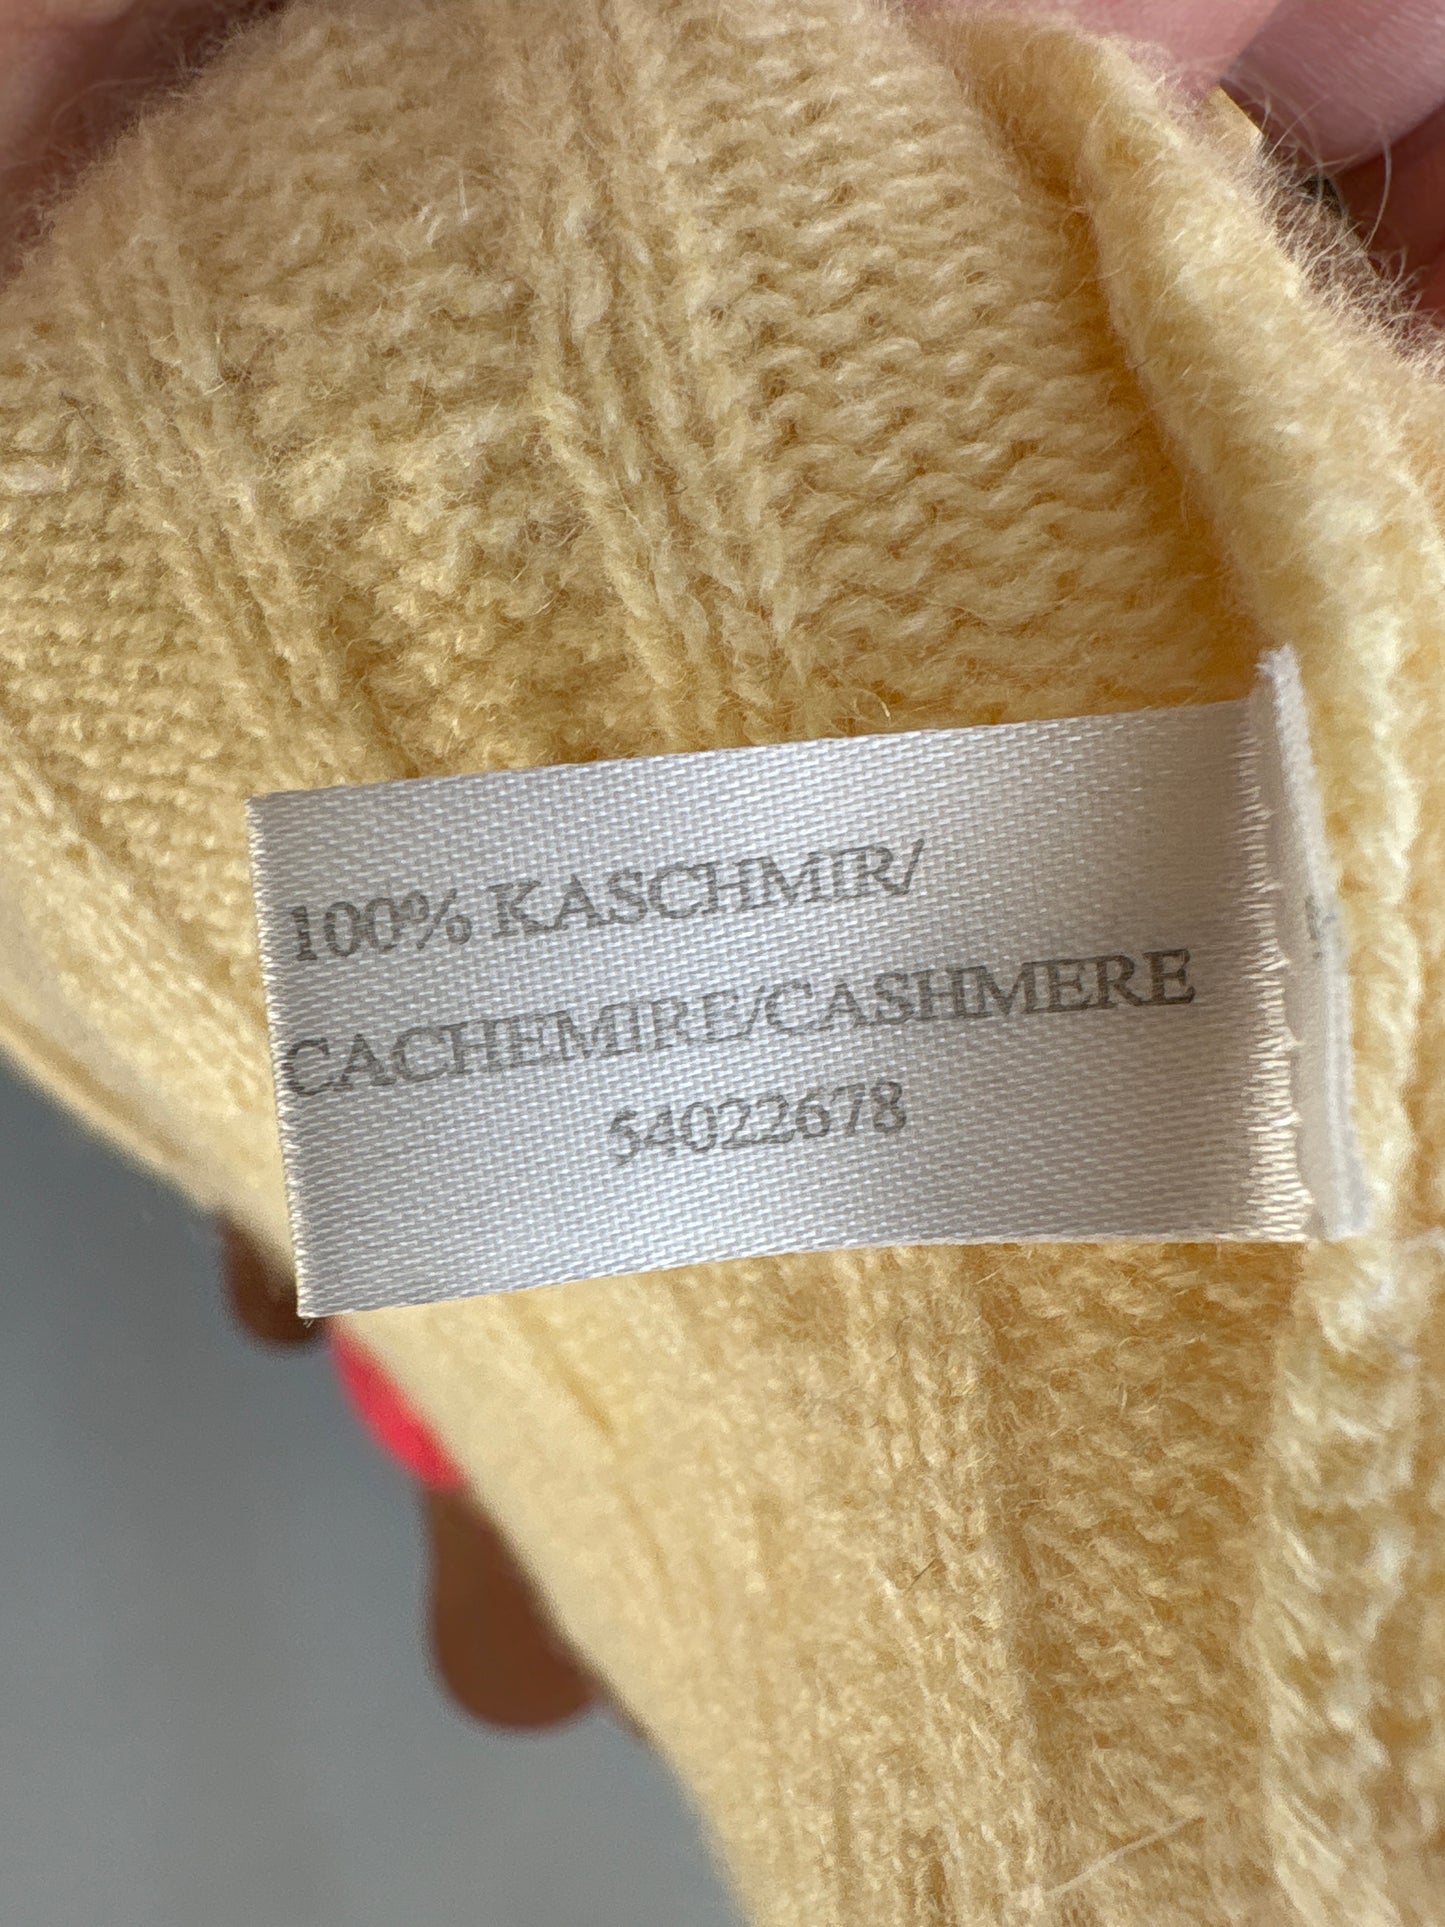 100% KASCHMIR/
CACHEMIRE/CASHMERE
54022678